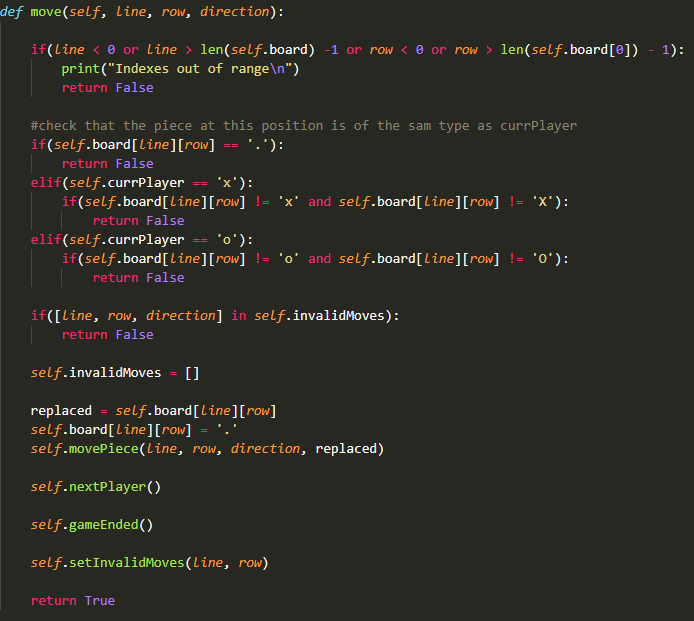 def move(self, line, row, direction):
if(line < 0 or line > len(self.board) -1 or row < 0 or row > len(self.board[0]) - 1):
print("Indexes out of range\n")
return False
#check that the piece at this position is of the sam type as currPlayer
if(self.board[line][row] == '.'):
return False
elif(self.currPlayer == 'x'):
if(self.board[line][row] != 'x' and self.board[line][row] != 'X'):
return False
elif(self.currPlayer == 'o'):
if(self.board[line][row] != 'o' and self.board[line][row] != 'O'):
return False
if([line, row, direction] in self.invalidMoves):
return False
self.invalidMoves = []
replaced = self.board[line][row]
self.board[line][row] = '.'
self.movePiece(line, row, direction, replaced)
self.nextPlayer()
self.gameEnded()
self.setInvalidMoves(line, row)
return True